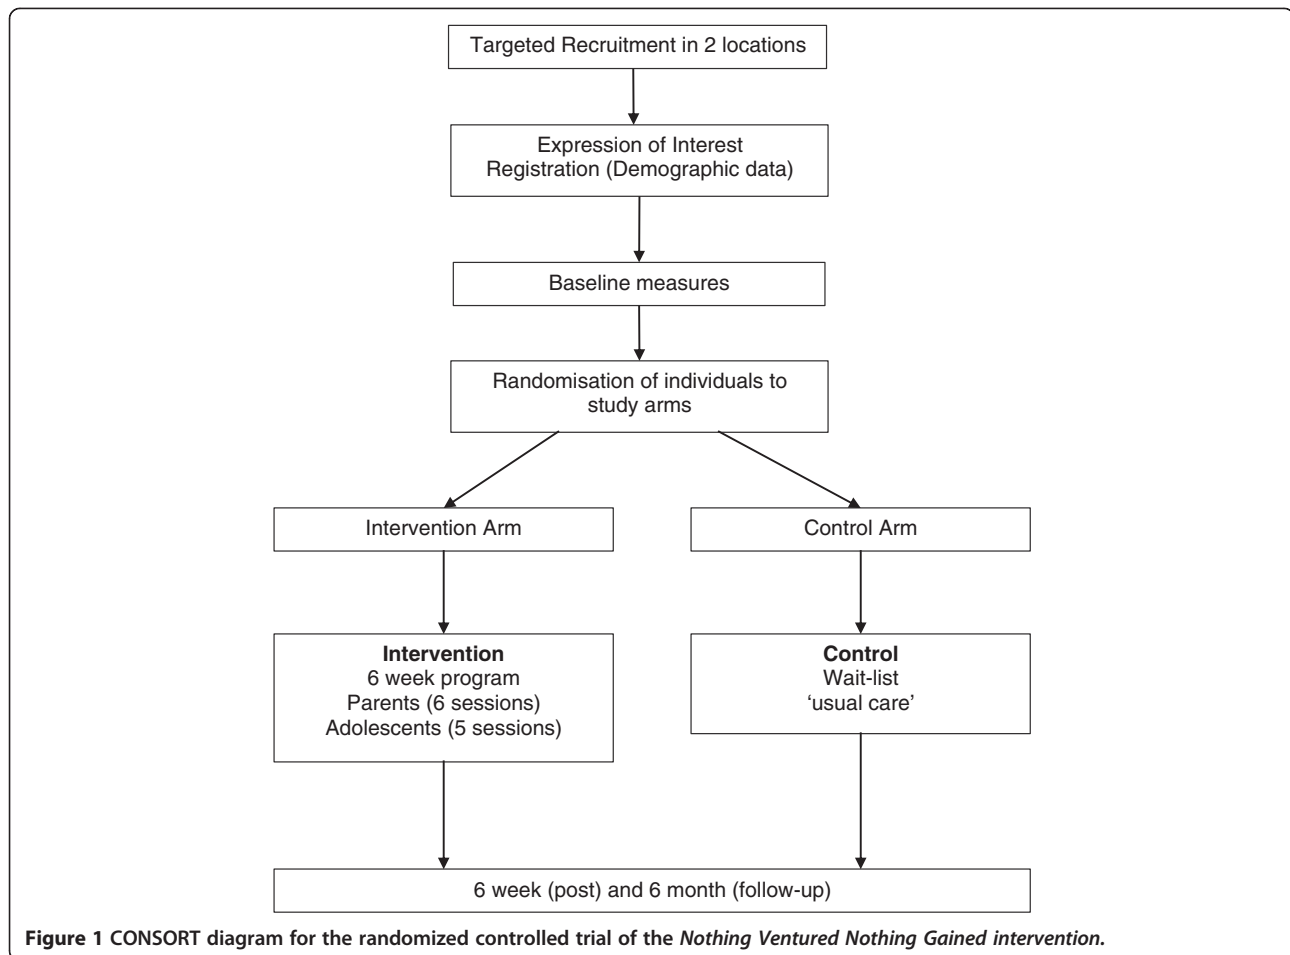 Targeted Recruitment in 2 locations
Expression of Interest
Registration (Demographic data)
Baseline measures
Randomisation of individuals to
study arms
Intervention Arm
Control Arm
Intervention
6 week program
Parents (6 sessions)
Adolescents (5 sessions)
Control
Wait-list
‘usual care’
6 week (post) and 6 month (follow-up)
Figure 1 CONSORT diagram for the randomized controlled trial of the Nothing Ventured Nothing Gained intervention.